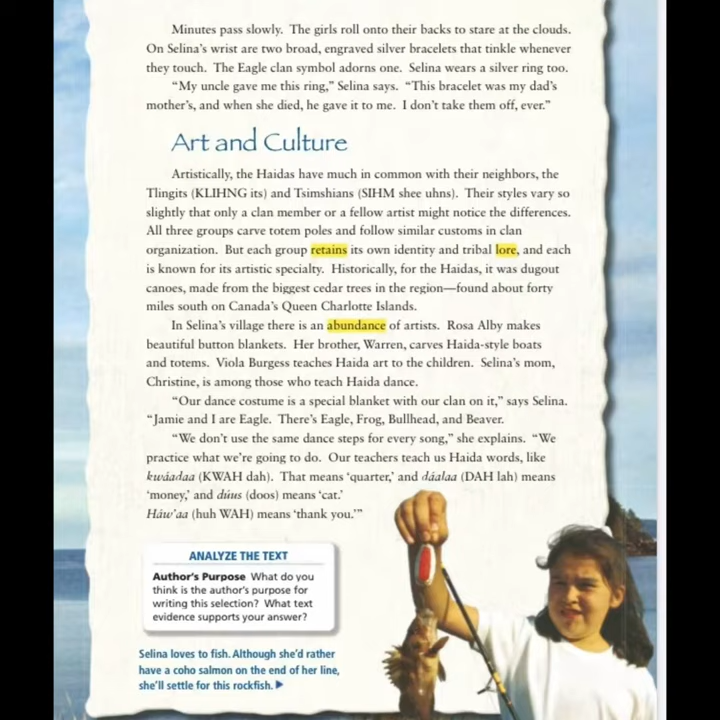 Minutes pass slowly. The girls roll onto their backs to stare at the clouds.
On Selina's wrist are two broad, engraved silver bracelets that tinkle whenever
they touch. The Eagle clan symbol adorns one. Selina wears a silver ring too.
"My uncle gave me this ring," Selina says. "This bracelet was my dad's
mother's, and when she died, he gave it to me. I don't take them off, ever."
Art and Culture
Artistically, the Haidas have much in common with their neighbors, the
Tlingits (KLIHNG its) and Tsimshians (SIHM shee uhns). Their styles vary so
slightly that only a clan member or a fellow artist might notice the differences.
All three groups carve totem poles and follow similar customs in clan
organization. But each group retains its own identity and tribal lore, and each
is known for its artistic specialty. Historically, for the Haidas, it was dugout
canoes, made from the biggest cedar trees in the region—found about forty
miles south on Canada's Queen Charlotte Islands.
In Selina's village there is an abundance of artists. Rosa Alby makes
beautiful button blankets. Her brother, Warren, carves Haida-style boats
and totems. Viola Burgess teaches Haida art to the children. Selina's mom,
Christine, is among those who teach Haida dance.
"Our dance costume is a special blanket with our clan on it," says Selina.
"Jamie and I are Eagle. There's Eagle, Frog, Bullhead, and Beaver.
"We don't use the same dance steps for every song," she explains. "We
practice what we're going to do. Our teachers teach us Haida words, like
kwáadaa (KWAH dah). That means 'quarter,' and dáalaa (DAH lah) means
'money,' and dúus (doos) means 'cat.'
Háw'aa (huh WAH) means 'thank you.'"
ANALYZE THE TEXT
Author's Purpose What do you
think is the author's purpose for
writing this selection? What text
evidence supports your answer?
Selina loves to fish. Although she'd rather
have a coho salmon on the end of her line,
she'll settle for this rockfish. ▶